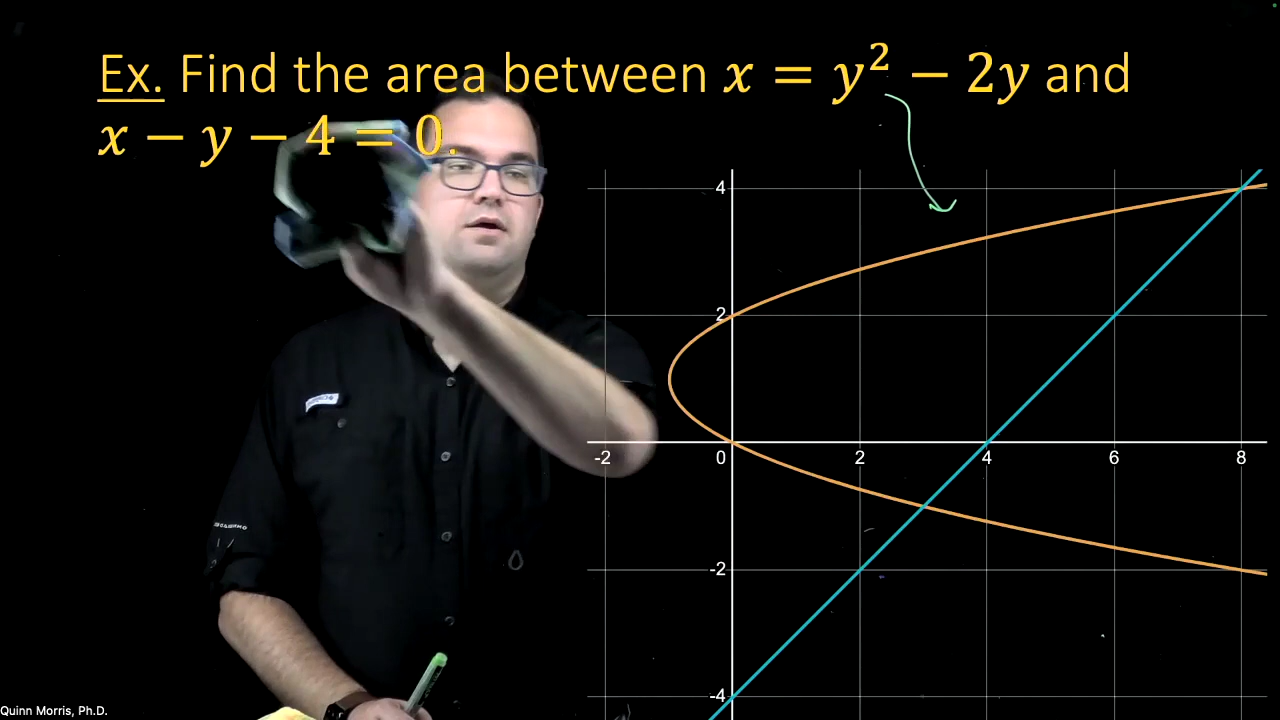 Ex. Find the area between x = y² − 2y and
x − y − 4 = 0.
4
2
-2 0 2 4 6 8
-2
-4
Quinn Morris, Ph.D.